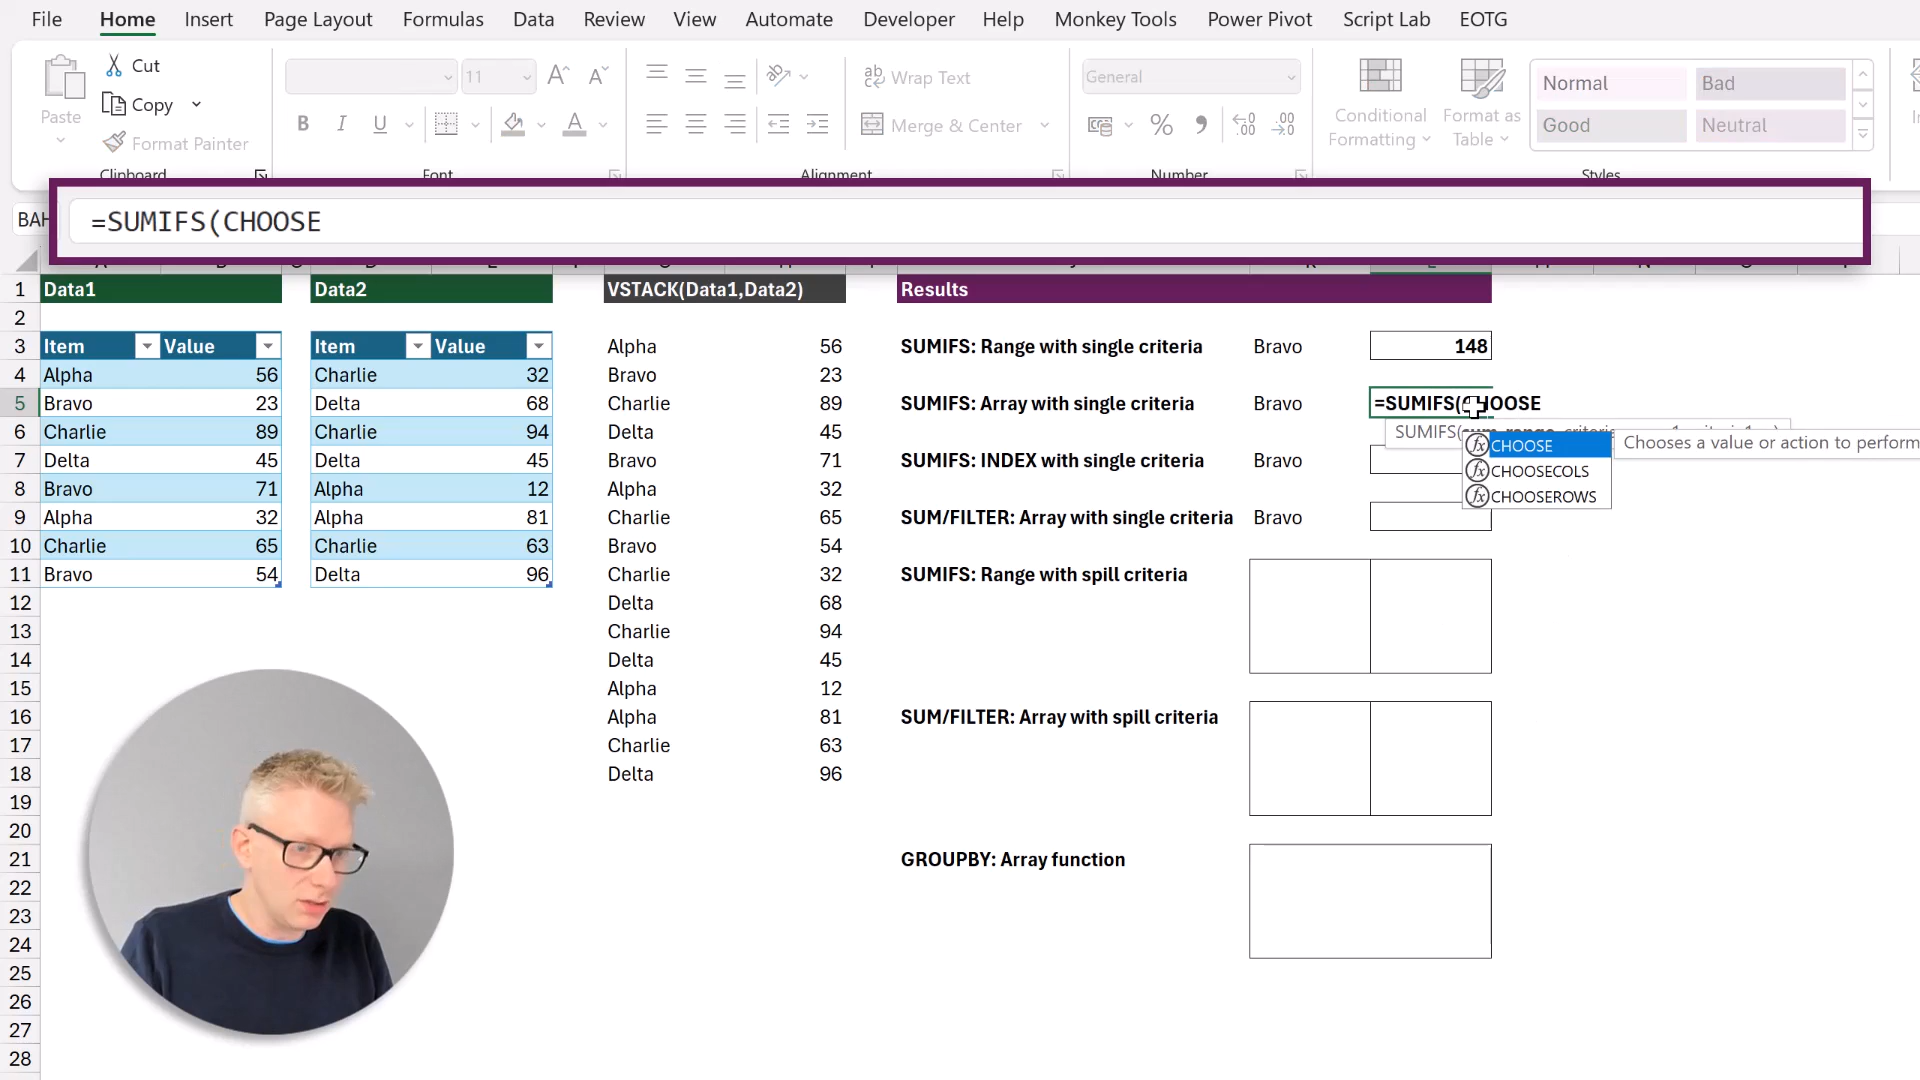 File Home Insert Page Layout Formulas Data Review View Automate Developer Help Monkey Tools Power Pivot Script Lab EOTG
Paste
Cut
Copy
Format Painter
Clipboard
11
B I U
Font
Wrap Text
Merge & Center
Alignment
General
Number
Conditional Formatting
Format as Table
Normal Bad
Good Neutral
Styles
BAH
=SUMIFS(CHOOSE
1 Data1 Data2 VSTACK(Data1,Data2) Results
2
3 Item Value Item Value Alpha 56 SUMIFS: Range with single criteria Bravo 148
4 Alpha 56 Charlie 32 Bravo 23
5 Bravo 23 Delta 68 Charlie 89 SUMIFS: Array with single criteria Bravo =SUMIFS(CHOOSE
6 Charlie 89 Charlie 94 Delta 45 SUMIFS(
CHOOSE Chooses a value or action to perform
CHOOSECOLS
CHOOSEROWS
7 Delta 45 Delta 45 Bravo 71 SUMIFS: INDEX with single criteria Bravo
8 Bravo 71 Alpha 12 Alpha 32
9 Alpha 32 Alpha 81 Charlie 65 SUM/FILTER: Array with single criteria Bravo
10 Charlie 65 Charlie 63 Bravo 54
11 Bravo 54 Delta 96 Charlie 32 SUMIFS: Range with spill criteria
12 Delta 68
13 Charlie 94
14 Delta 45
15 Alpha 12
16 Alpha 81 SUM/FILTER: Array with spill criteria
17 Charlie 63
18 Delta 96
19
20
21 GROUPBY: Array function
22
23
24
25
26
27
28